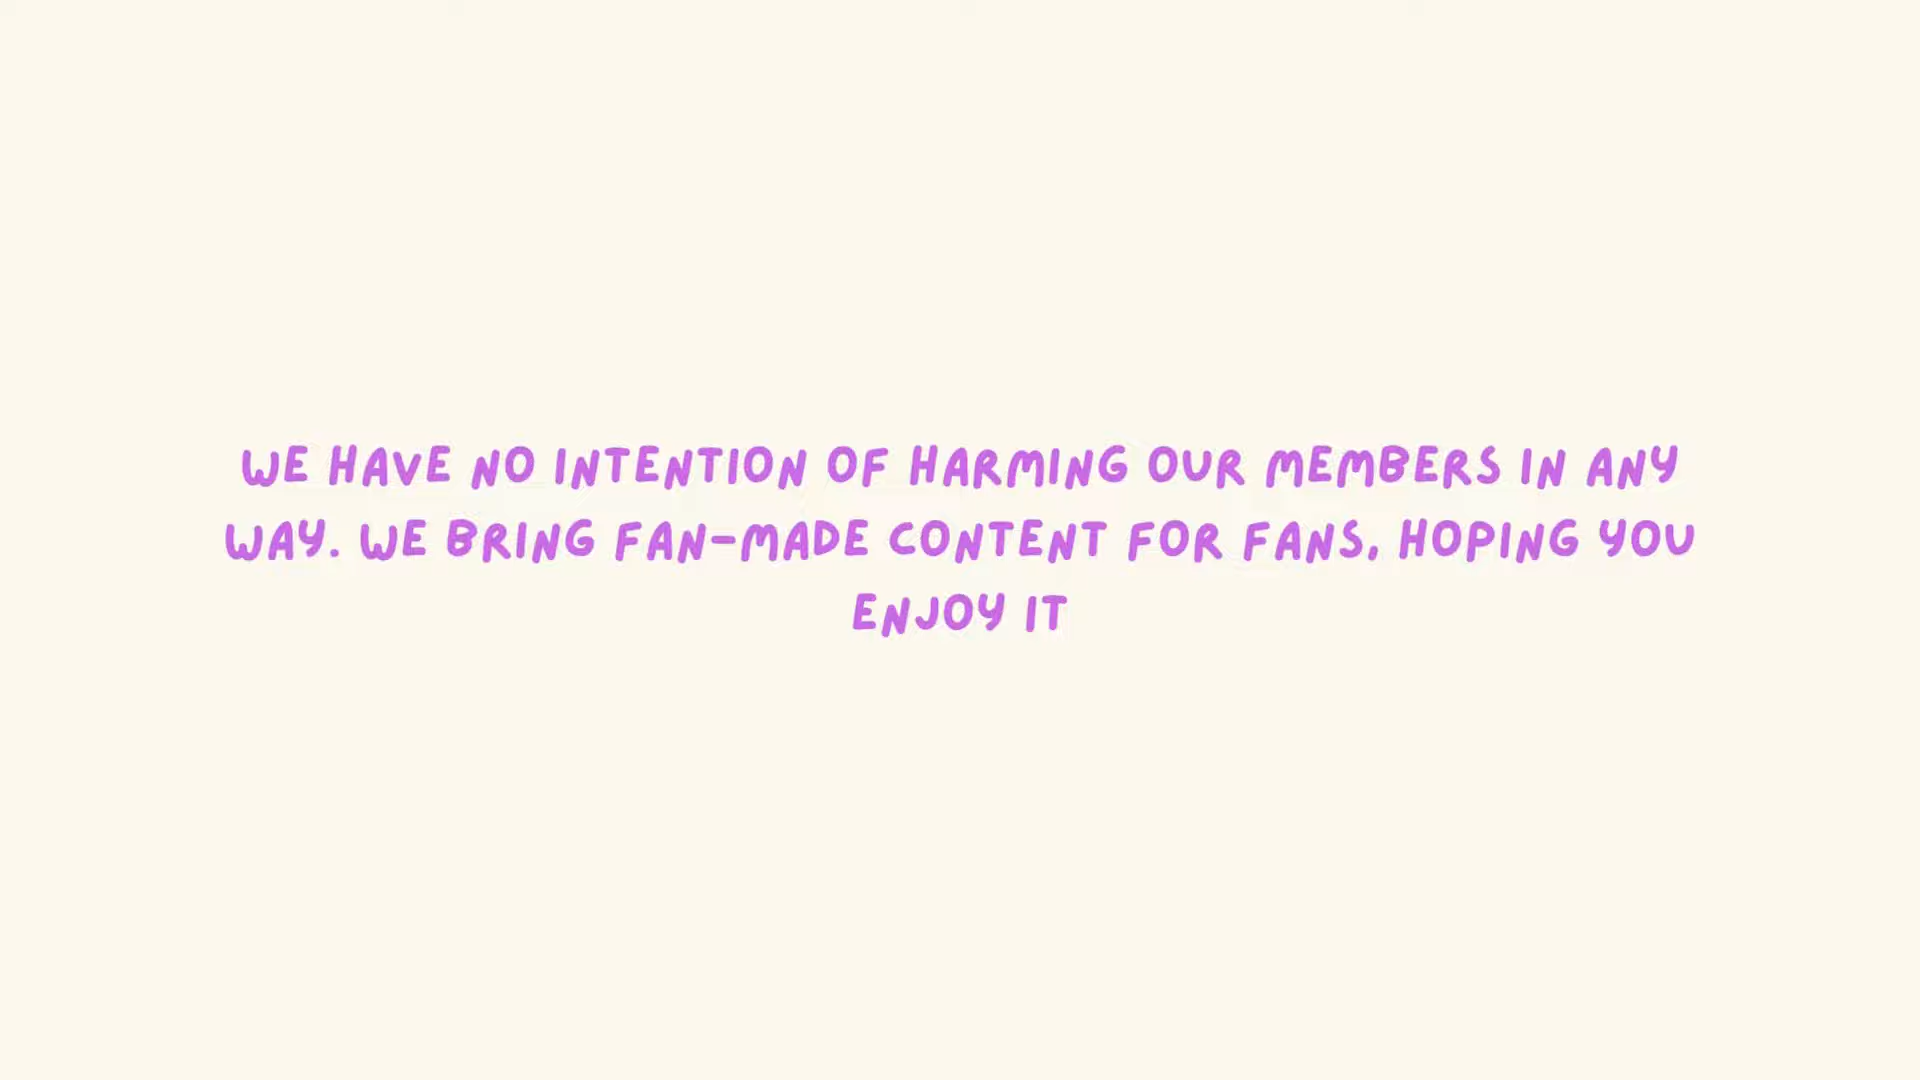 WE HAVE NO INTENTION OF HARMING OUR MEMBERS IN ANY
WAY. WE BRING FAN-MADE CONTENT FOR FANS, HOPING YOU
ENJOY IT